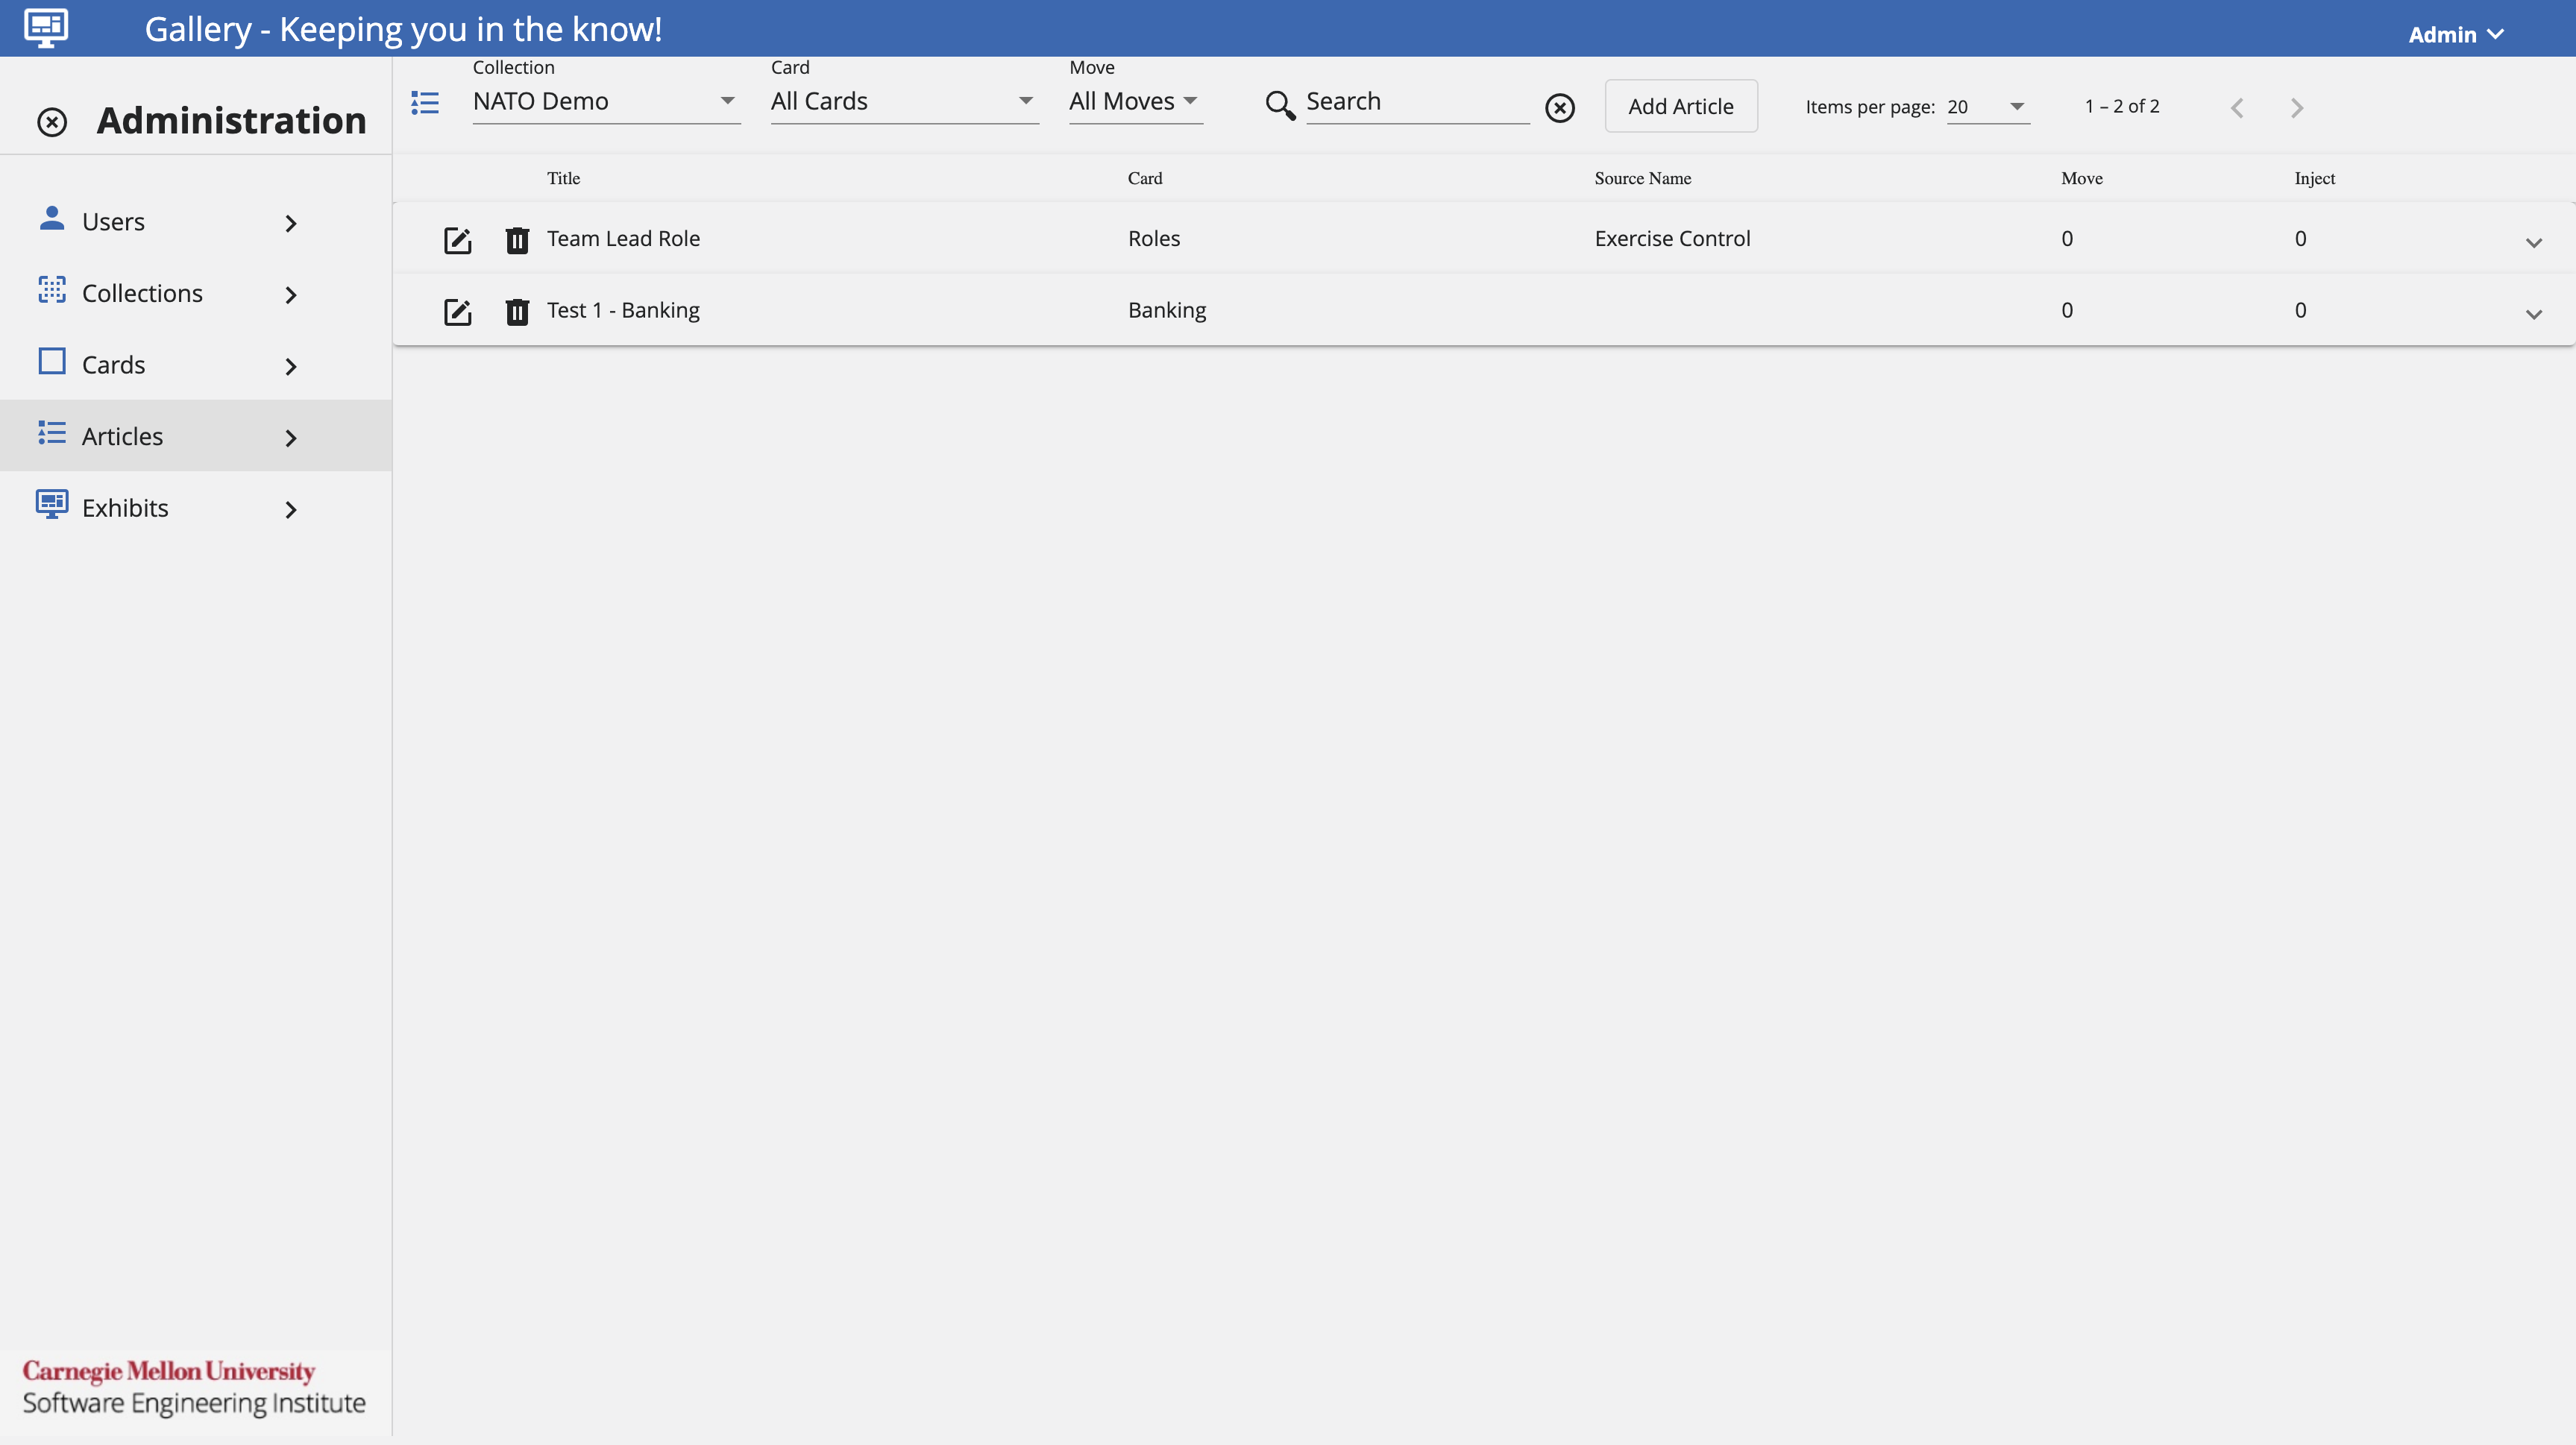 Gallery - Keeping you in the know!
Admin
Administration
Users
Collections
Cards
Articles
Exhibits
Carnegie Mellon University
Software Engineering Institute
Collection
NATO Demo
Card
All Cards
Move
All Moves
Search
Add Article
Items per page: 20
1 – 2 of 2
Title Card Source Name Move Inject
Team Lead Role Roles Exercise Control 0 0
Test 1 - Banking Banking 0 0